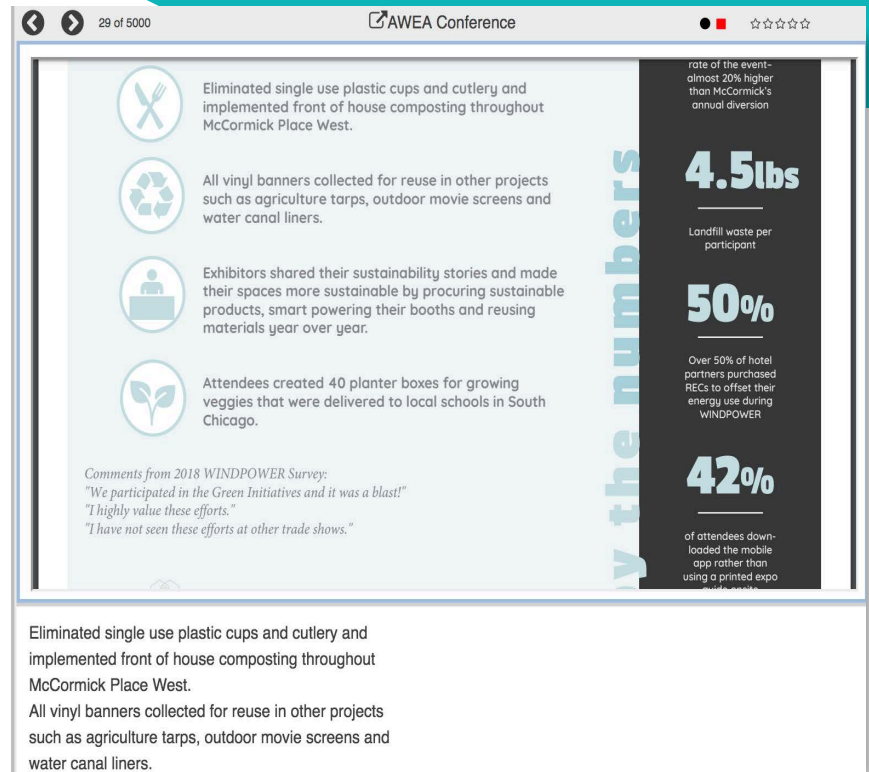 29 of 5000
AWEA Conference
Eliminated single use plastic cups and cutlery and
implemented front of house composting throughout
McCormick Place West.
All vinyl banners collected for reuse in other projects
such as agriculture tarps, outdoor movie screens and
water canal liners.
Exhibitors shared their sustainability stories and made
their spaces more sustainable by procuring sustainable
products, smart powering their booths and reusing
materials year over year.
Attendees created 40 planter boxes for growing
veggies that were delivered to local schools in South
Chicago.
Comments from 2018 WINDPOWER Survey:
"We participated in the Green Initiatives and it was a blast!"
"I highly value these efforts."
"I have not seen these efforts at other trade shows."
by the numbers
rate of the event–
almost 20% higher
than McCormick's
annual diversion
4.5lbs
Landfill waste per
participant
50%
Over 50% of hotel
partners purchased
RECs to offset their
energy use during
WINDPOWER
42%
of attendees down-
loaded the mobile
app rather than
using a printed expo
guide onsite
Eliminated single use plastic cups and cutlery and
implemented front of house composting throughout
McCormick Place West.
All vinyl banners collected for reuse in other projects
such as agriculture tarps, outdoor movie screens and
water canal liners.